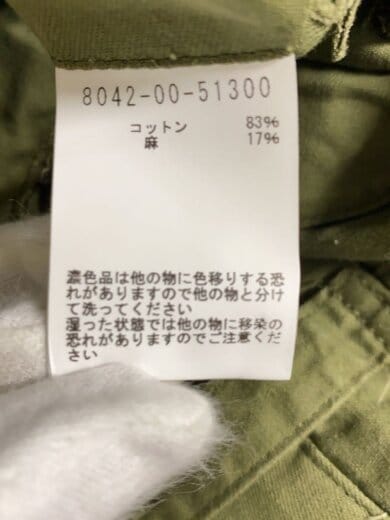 8042-00-51300
コットン 83%
麻 17%
濃色品は他の物に色移りする恐
れがありますので他の物と分け
て洗ってください
湿った状態では他の物に移染の
恐れがありますのでご注意くだ
さい